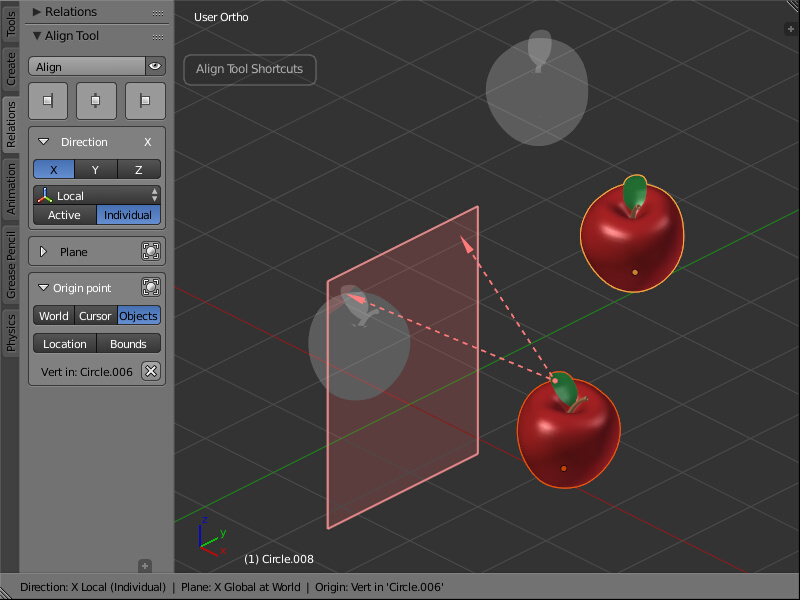 Tools
Create
Relations
Animation
Grease Pencil
Physics
Relations
Align Tool
Align
Direction X
X Y Z
Local
Active Individual
Plane
Origin point
World Cursor Objects
Location Bounds
Vert in: Circle.006
User Ortho
Align Tool Shortcuts
z
y
x
(1) Circle.008
Direction: X Local (Individual) | Plane: X Global at World | Origin: Vert in 'Circle.006'